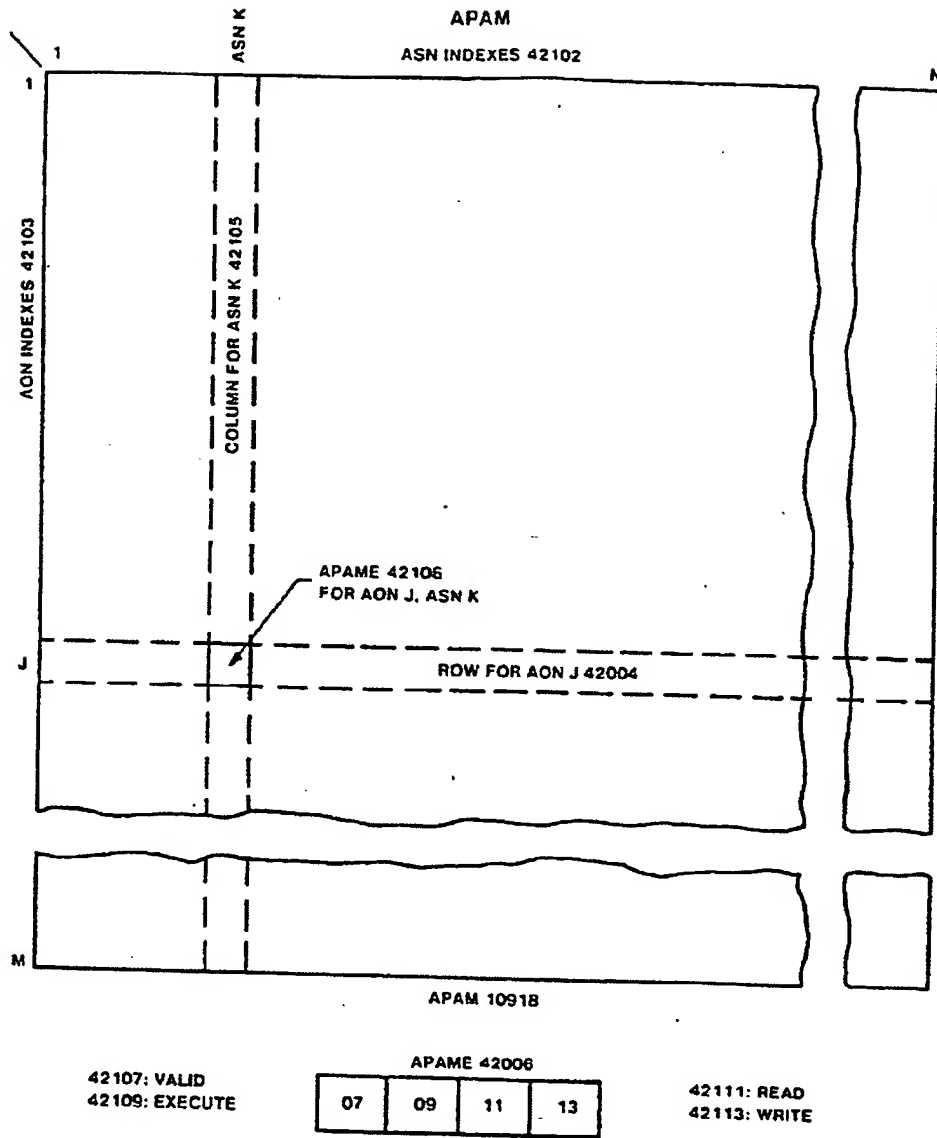 APAM
ASN K
1
ASN INDEXES 42102
N
1
AON INDEXES 42103
COLUMN FOR ASN K 42105
APAME 42106
FOR AON J, ASN K
J
ROW FOR AON J 42004
M
APAM 10918
APAME 42006
42107: VALID
42109: EXECUTE
07 09 11 13
42111: READ
42113: WRITE